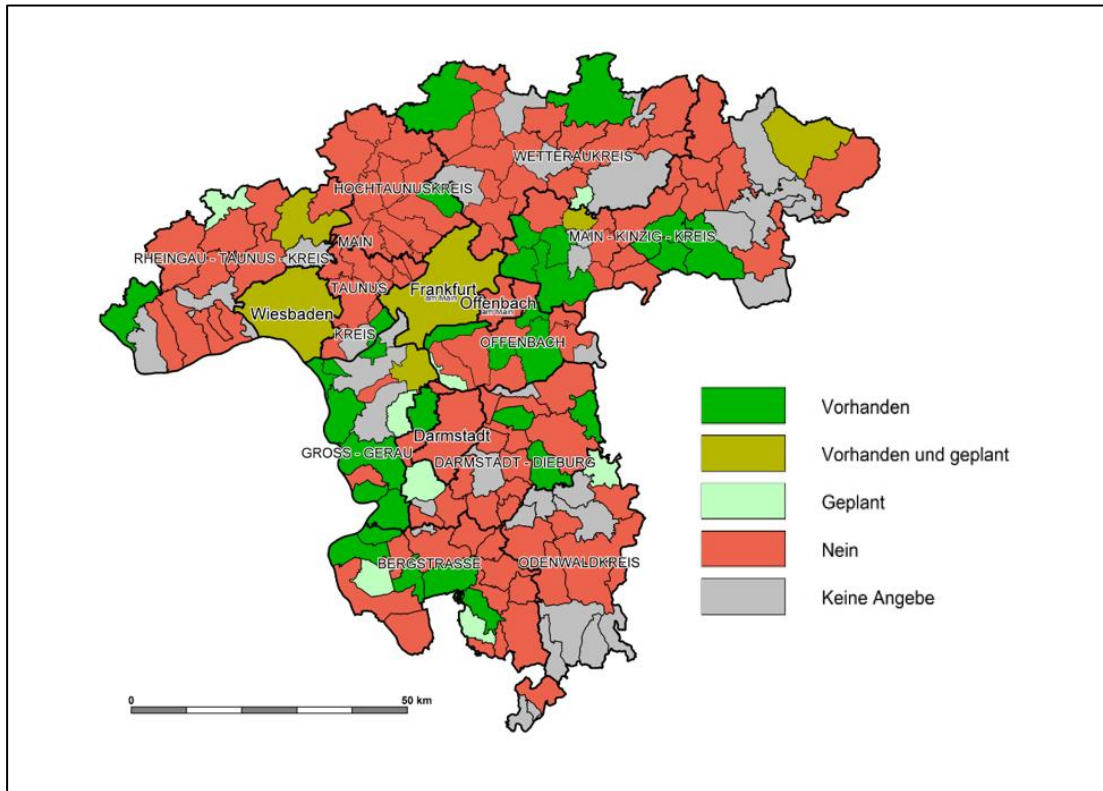 WETTERAUKREIS
HOCHTAUNUSKREIS
MAIN - KINZIG - KREIS
MAIN
RHEINGAU - TAUNUS - KREIS
TAUNUS
Frankfurt
am Main
Offenbach
am Main
Wiesbaden
KREIS
OFFENBACH
Darmstadt
GROSS - GERAU
DARMSTADT - DIEBURG
BERGSTRASSE
ODENWALDKREIS
Vorhanden
Vorhanden und geplant
Geplant
Nein
Keine Angebe
0
50 km